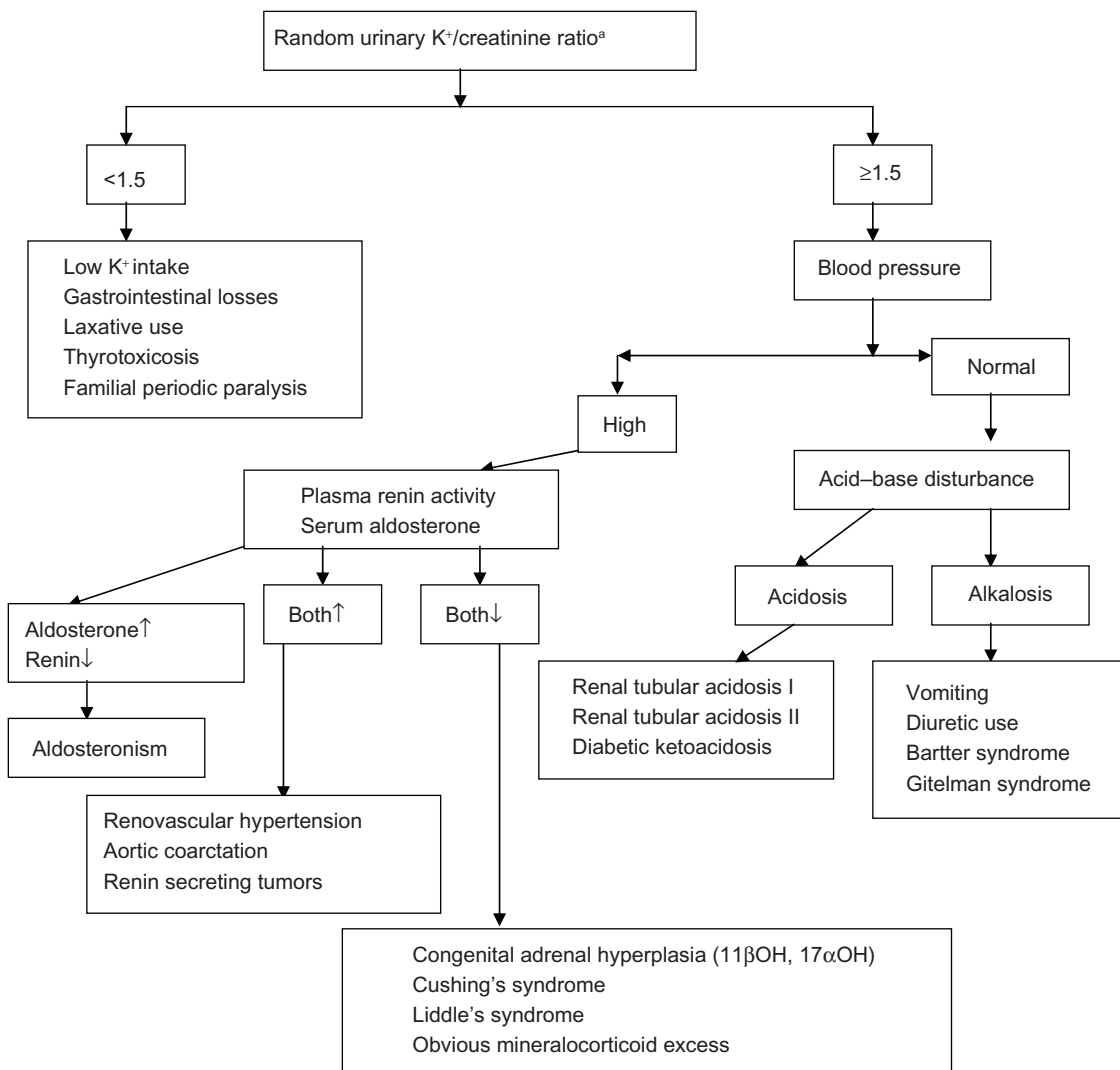 Random urinary K⁺/creatinine ratioᵃ
<1.5
≥1.5
Low K⁺ intake
Gastrointestinal losses
Laxative use
Thyrotoxicosis
Familial periodic paralysis
Blood pressure
High
Normal
Plasma renin activity
Serum aldosterone
Acid–base disturbance
Aldosterone↑
Renin↓
Both↑
Both↓
Acidosis
Alkalosis
Aldosteronism
Renal tubular acidosis I
Renal tubular acidosis II
Diabetic ketoacidosis
Vomiting
Diuretic use
Bartter syndrome
Gitelman syndrome
Renovascular hypertension
Aortic coarctation
Renin secreting tumors
Congenital adrenal hyperplasia (11βOH, 17αOH)
Cushing's syndrome
Liddle's syndrome
Obvious mineralocorticoid excess